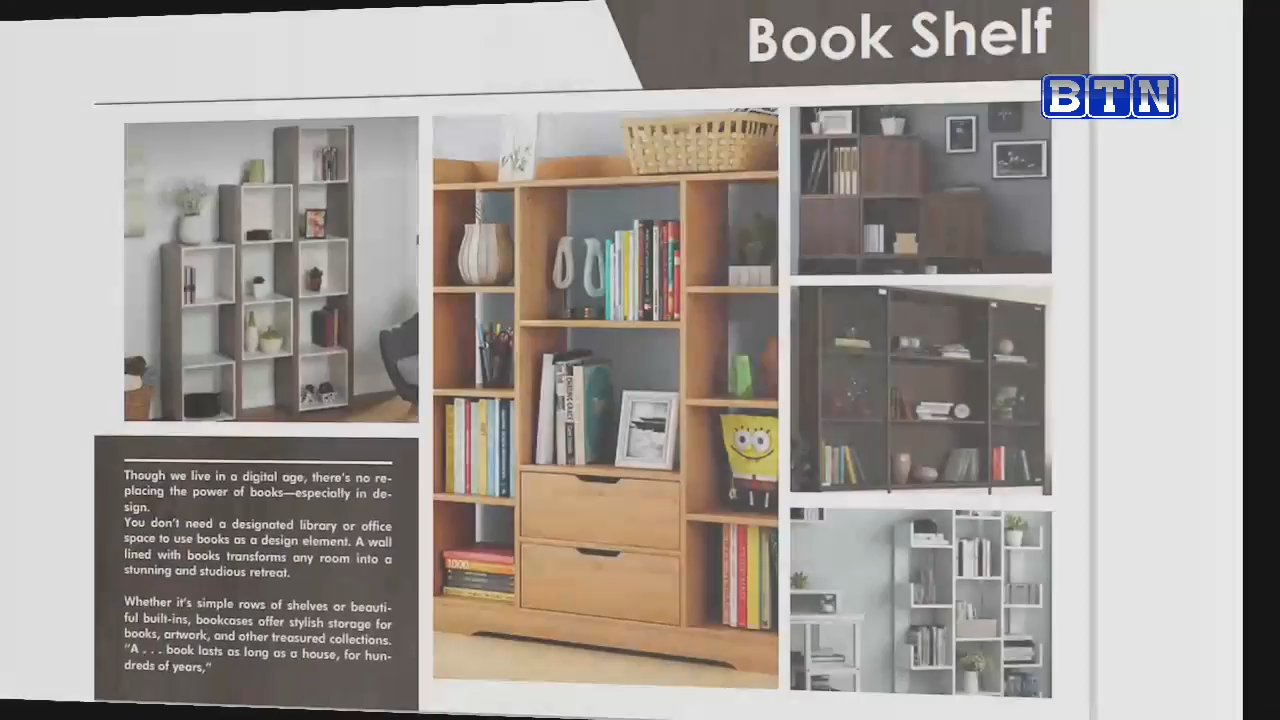 Book Shelf
BTN
Though we live in a digital age, there's no re-
placing the power of books—especially in de-
sign.
You don't need a designated library or office
space to use books as a design element. A wall
lined with books transforms any room into a
stunning and studious retreat.
Whether it's simple rows of shelves or beauti-
ful built-ins, bookcases offer stylish storage for
books, artwork, and other treasured collections.
"A . . . book lasts as long as a house, for hun-
dreds of years,"
1000